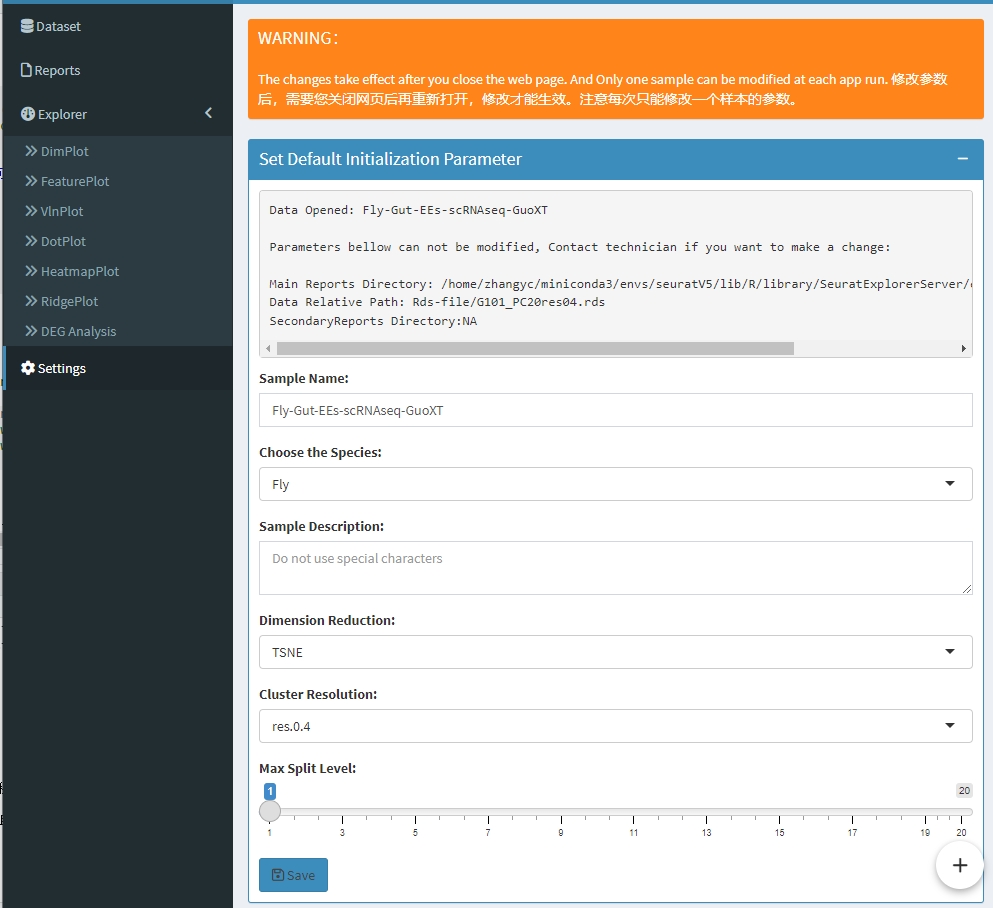 Dataset
Reports
Explorer
DimPlot
FeaturePlot
VlnPlot
DotPlot
HeatmapPlot
RidgePlot
DEG Analysis
Settings
WARNING:
The changes take effect after you close the web page. And Only one sample can be modified at each app run. 修改参数
后，需要您关闭网页后再重新打开，修改才能生效。注意每次只能修改一个样本的参数。
Set Default Initialization Parameter
Data Opened: Fly-Gut-EEs-scRNAseq-GuoXT
Parameters bellow can not be modified, Contact technician if you want to make a change:
Main Reports Directory: /home/zhangyc/miniconda3/envs/seuratV5/lib/R/library/SeuratExplorerServer/
Data Relative Path: Rds-file/G101_PC20res04.rds
SecondaryReports Directory:NA
Sample Name:
Fly-Gut-EEs-scRNAseq-GuoXT
Choose the Species:
Fly
Sample Description:
Do not use special characters
Dimension Reduction:
TSNE
Cluster Resolution:
res.0.4
Max Split Level:
1 20
1 3 5 7 9 11 13 15 17 19 20
Save